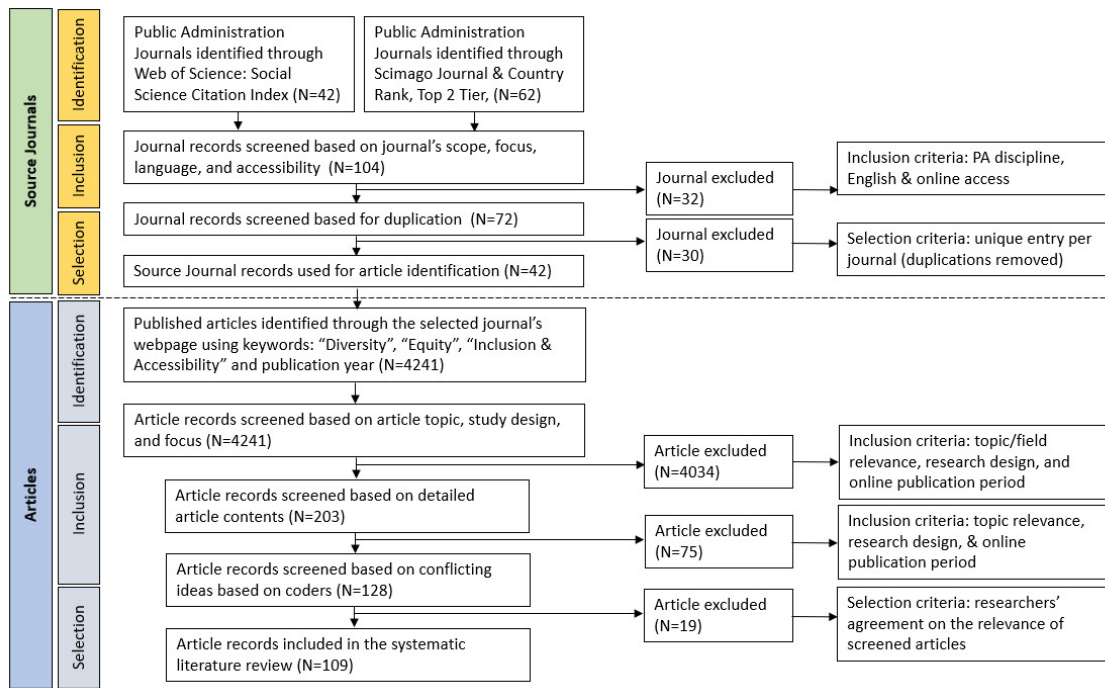 Source Journals
Identification
Public Administration
Journals identified through
Web of Science: Social
Science Citation Index (N=42)
Public Administration
Journals identified through
Scimago Journal & Country
Rank, Top 2 Tier, (N=62)
Inclusion
Journal records screened based on journal's scope, focus,
language, and accessibility (N=104)
Journal excluded
(N=32)
Inclusion criteria: PA discipline,
English & online access
Journal records screened based for duplication (N=72)
Selection
Journal excluded
(N=30)
Selection criteria: unique entry per
journal (duplications removed)
Source Journal records used for article identification (N=42)
Articles
Identification
Published articles identified through the selected journal's
webpage using keywords: "Diversity", "Equity", "Inclusion &
Accessibility" and publication year (N=4241)
Article records screened based on article topic, study design,
and focus (N=4241)
Inclusion
Article excluded
(N=4034)
Inclusion criteria: topic/field
relevance, research design, and
online publication period
Article records screened based on detailed
article contents (N=203)
Article excluded
(N=75)
Inclusion criteria: topic relevance,
research design, & online
publication period
Article records screened based on conflicting
ideas based on coders (N=128)
Selection
Article excluded
(N=19)
Selection criteria: researchers'
agreement on the relevance of
screened articles
Article records included in the systematic
literature review (N=109)